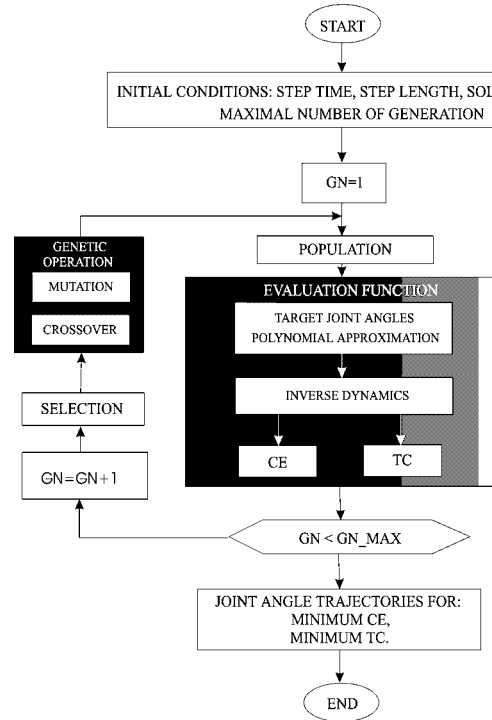 START
INITIAL CONDITIONS: STEP TIME, STEP LENGTH,
MAXIMAL NUMBER OF GENERATION
GN=1
POPULATION
GENETIC
OPERATION
MUTATION
CROSSOVER
EVALUATION FUNCTION
TARGET JOINT ANGLES
POLYNOMIAL APPROXIMATION
INVERSE DYNAMICS
CE
TC
SELECTION
GN=GN+1
GN < GN_MAX
JOINT ANGLE TRAJECTORIES FOR:
MINIMUM CE,
MINIMUM TC.
END